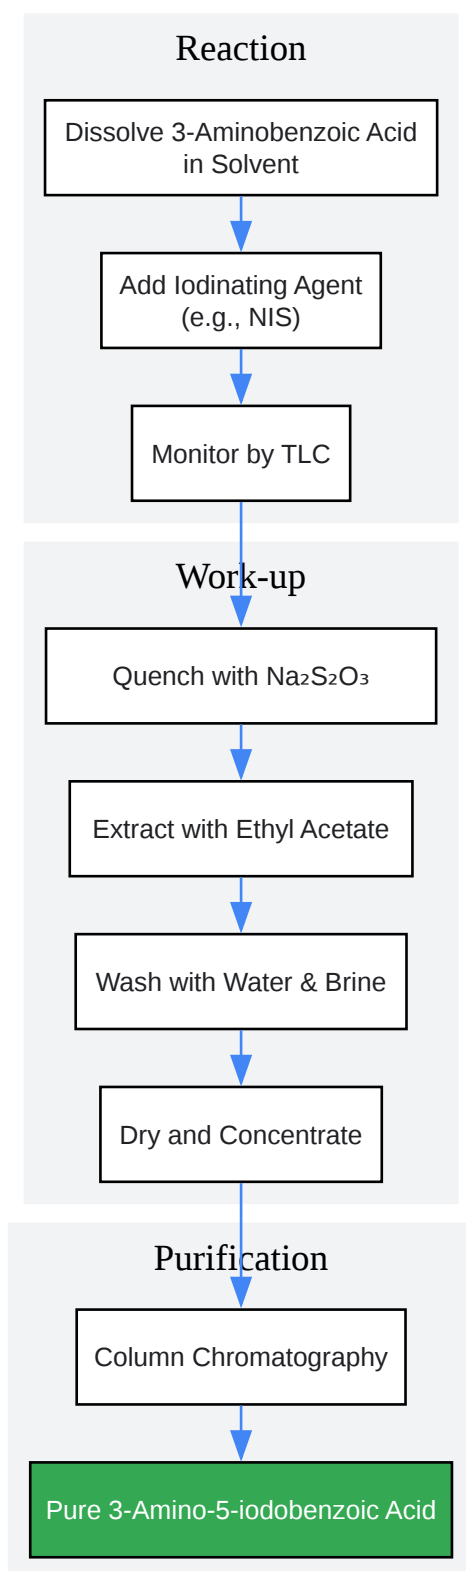 Reaction
Dissolve 3-Aminobenzoic Acid
in Solvent
Add Iodinating Agent
(e.g., NIS)
Monitor by TLC
Work-up
Quench with Na₂S₂O₃
Extract with Ethyl Acetate
Wash with Water & Brine
Dry and Concentrate
Purification
Column Chromatography
Pure 3-Amino-5-iodobenzoic Acid